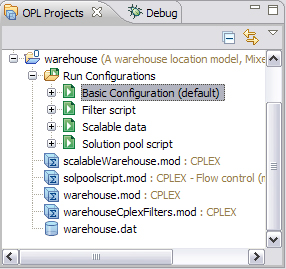 OPL Projects
Debug
warehouse (A warehouse location model, Mixe
Run Configurations
Basic Configuration (default)
Filter script
Scalable data
Solution pool script
scalableWarehouse.mod : CPLEX
solpoolscript.mod : CPLEX - Flow control (m
warehouse.mod : CPLEX
warehouseCplexFilters.mod : CPLEX
warehouse.dat